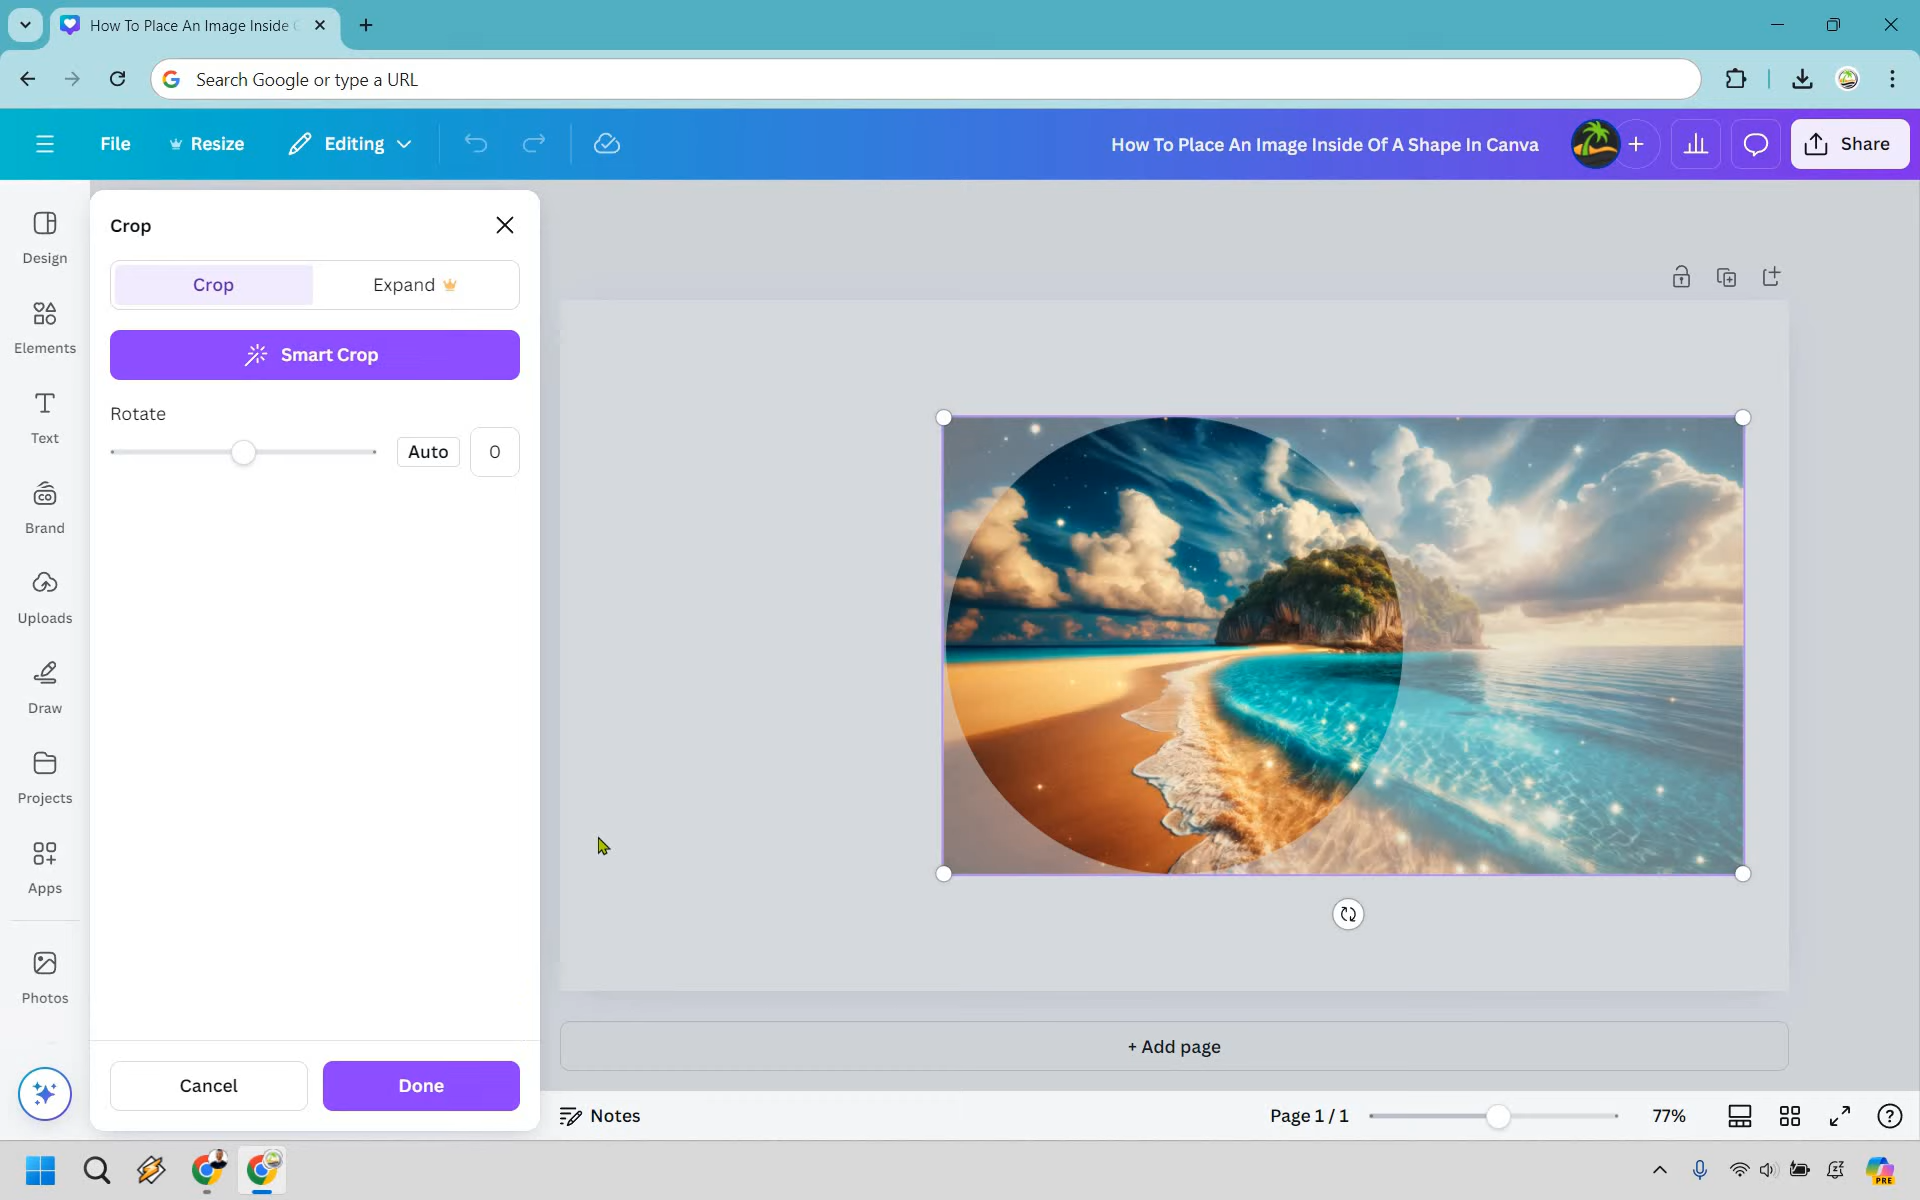 How To Place An Image Inside
Search Google or type a URL
File
Resize
Editing
How To Place An Image Inside Of A Shape In Canva
Share
Design
Elements
Text
Brand
Uploads
Draw
Projects
Apps
Photos
Crop
Crop
Expand
Smart Crop
Rotate
Auto
0
Cancel
Done
+ Add page
Notes
Page 1 / 1
77%
PRE